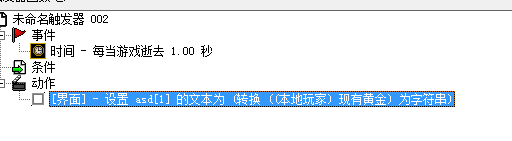 未命名触发器 002
事件
时间 - 每当游戏逝去 1.00 秒
条件
动作
[界面] - 设置 asd[1] 的文本为 (转换 ((本地玩家) 现有黄金) 为字符串)